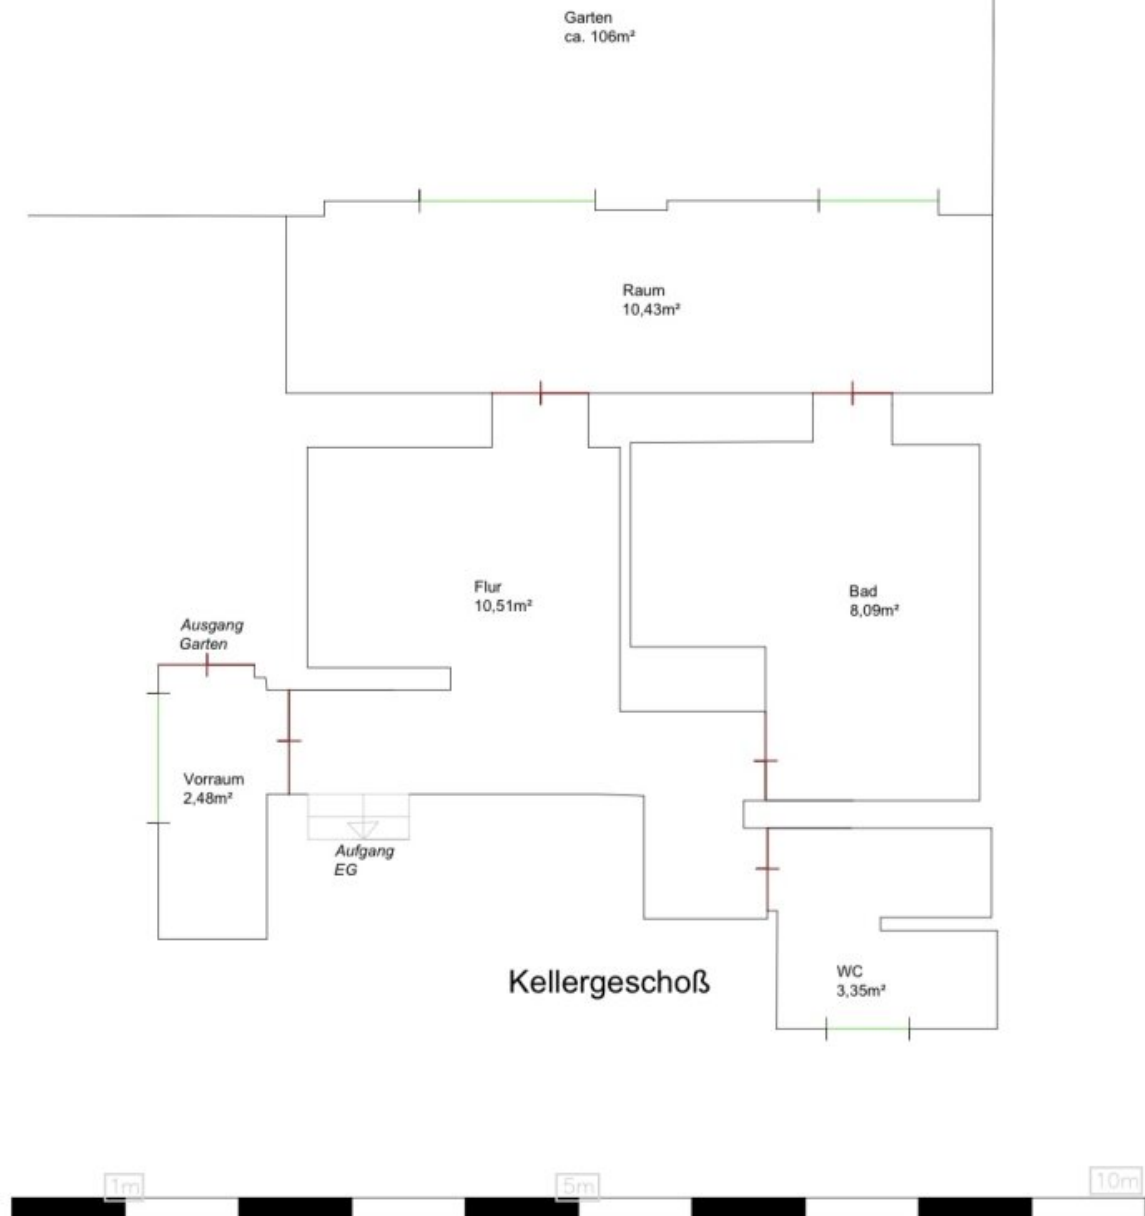 Garten
ca. 106m²
Raum
10,43m²
Flur
10,51m²
Bad
8,09m²
Ausgang
Garten
Vorraum
2,48m²
Aufgang
EG
WC
3,35m²
Kellergeschoß
1m
5m
10m